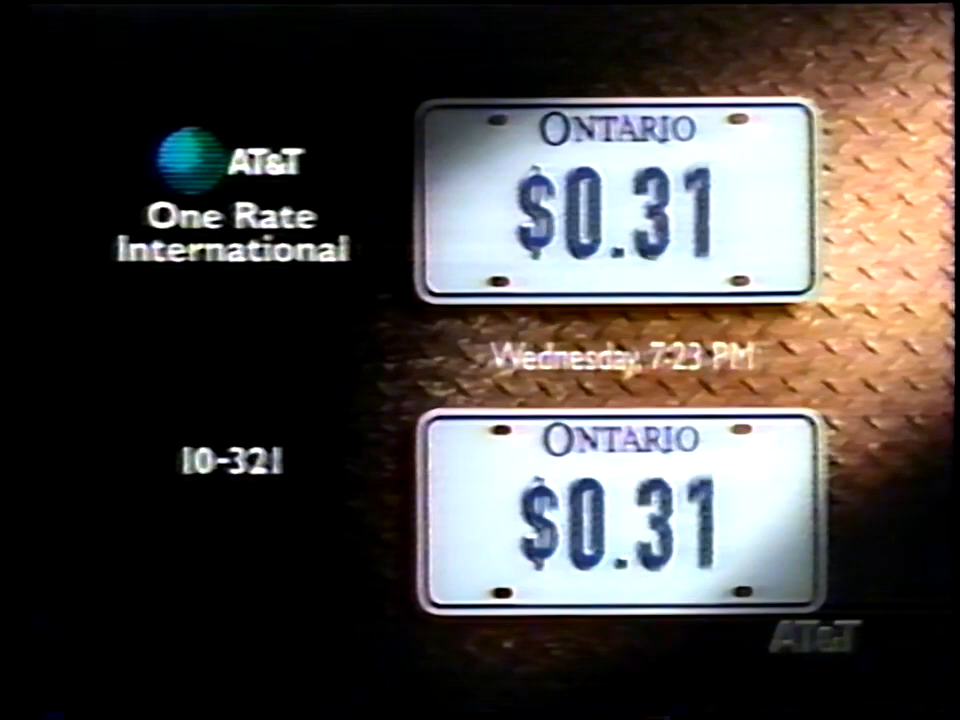 AT&T
One Rate
International
ONTARIO
$0.31
Wednesday, 7:23 PM
10-321
ONTARIO
$0.31
AT&T